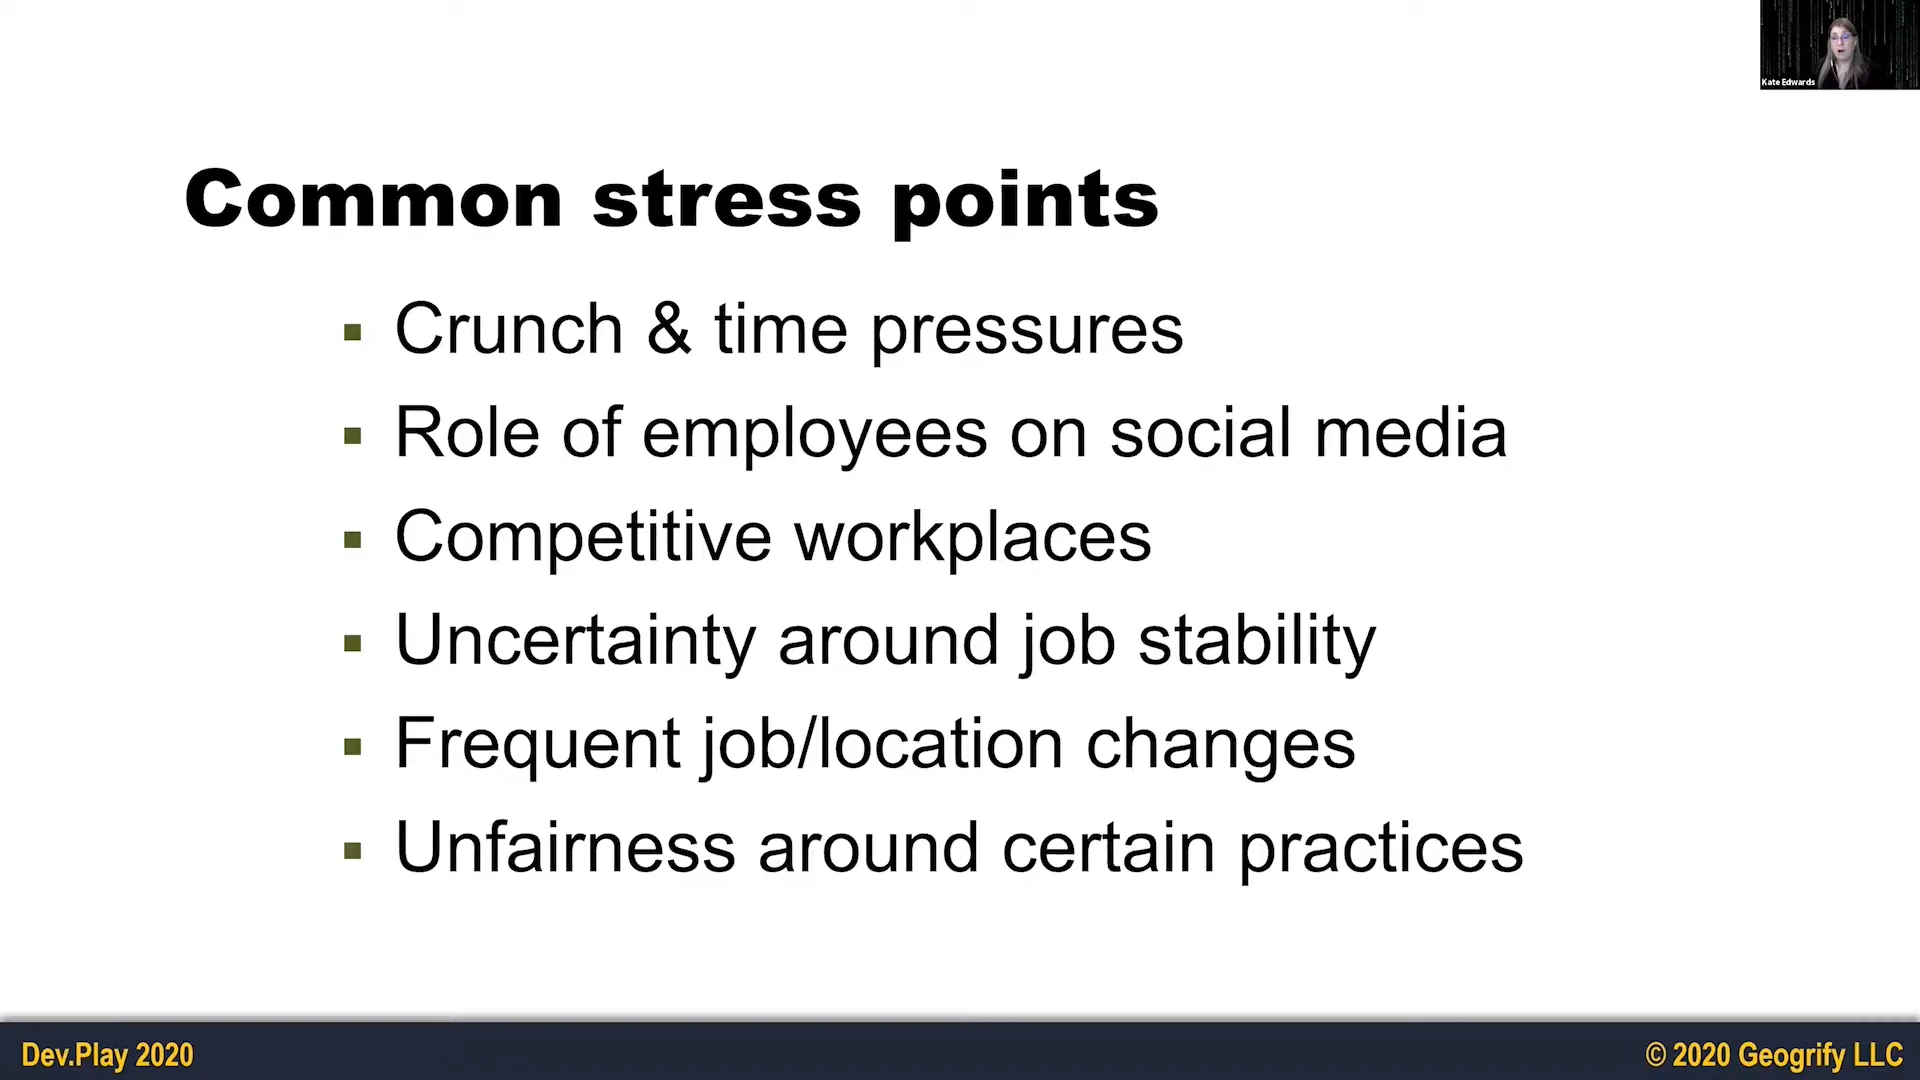 Kate Edwards
Common stress points
Crunch & time pressures
Role of employees on social media
Competitive workplaces
Uncertainty around job stability
Frequent job/location changes
Unfairness around certain practices
Dev.Play 2020
© 2020 Geogrify LLC